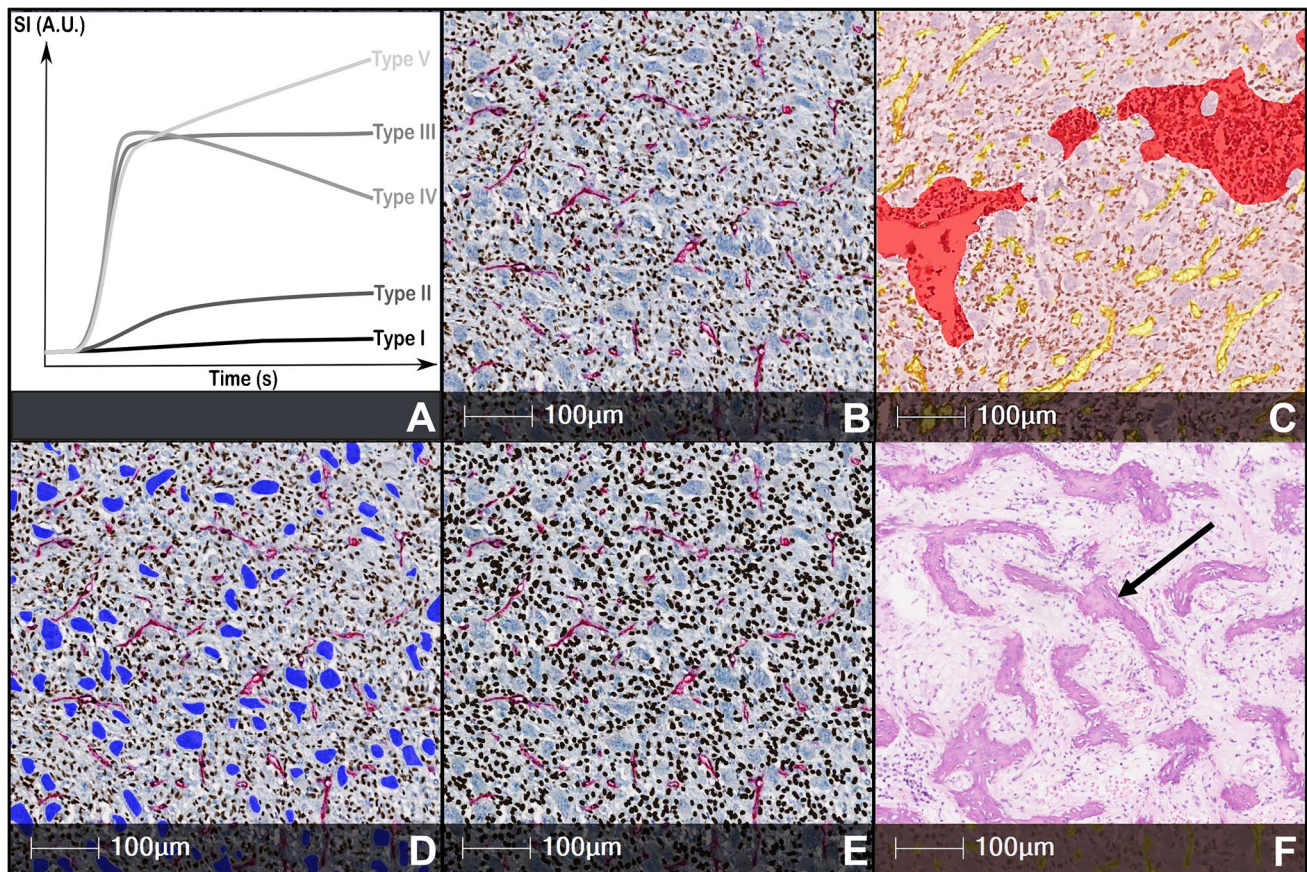 SI (A.U.)
Type V
Type III
Type IV
Type II
Type I
Time (s)
A
100µm
B
100µm
C
100µm
D
100µm
E
100µm
F